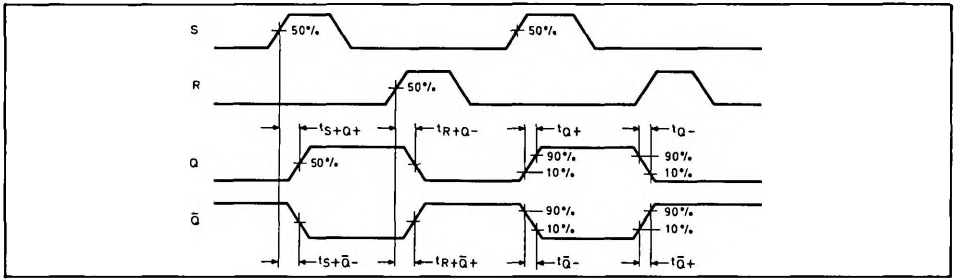 S
50%
50%
R
50%
tS+Q+
tR+Q-
tQ+
tQ-
Q
50%
90%
10%
90%
10%
Q̄
90%
10%
90%
10%
tS+Q̄-
tR+Q̄+
tQ̄-
tQ̄+